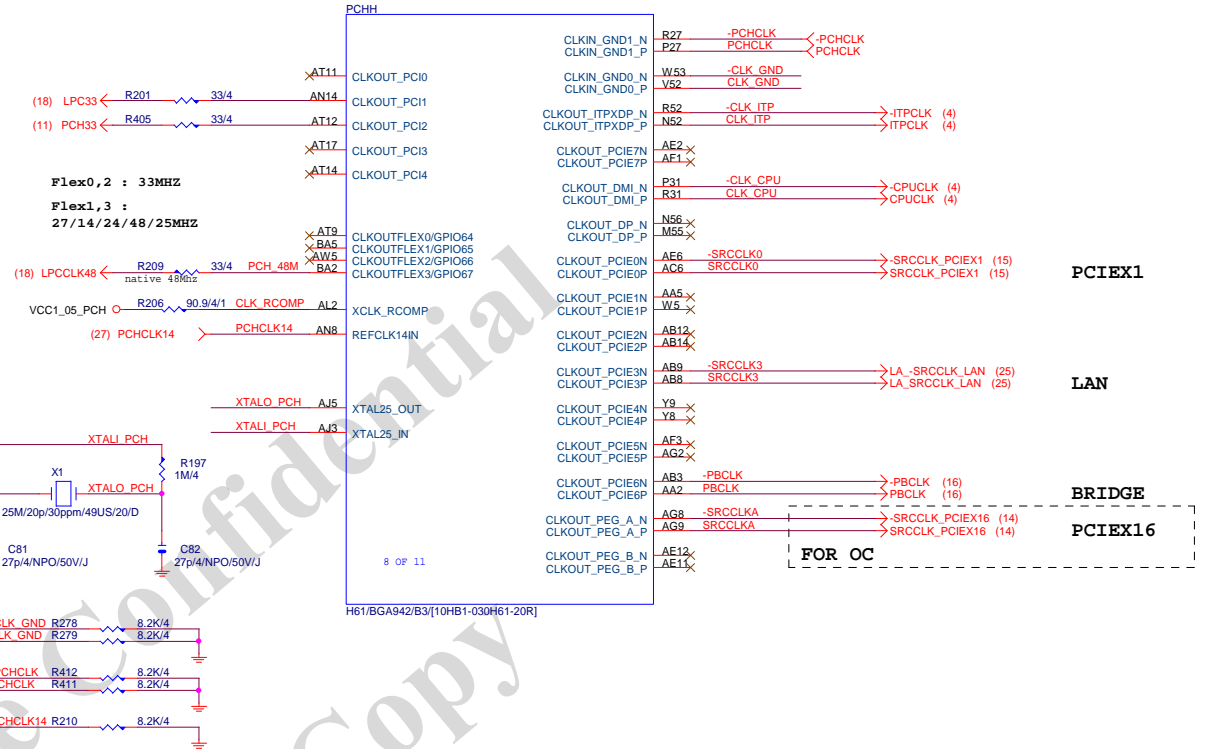 PCHH
AT11 CLKOUT_PCI0
(18) LPC33 R201 33/4 AN14 CLKOUT_PCI1
(11) PCH33 R405 33/4 AT12 CLKOUT_PCI2
AT17 CLKOUT_PCI3
AT14 CLKOUT_PCI4
Flex0,2 : 33MHZ
Flex1,3 :
27/14/24/48/25MHZ
AT9 CLKOUTFLEX0/GPIO64
BA5 CLKOUTFLEX1/GPIO65
AW5 CLKOUTFLEX2/GPIO66
(18) LPCCLK48 R209 33/4 PCH_48M BA2 CLKOUTFLEX3/GPIO67
native 48Mhz
VCC1_05_PCH R206 90.9/4/1 CLK_RCOMP AL2 XCLK_RCOMP
(27) PCHCLK14 PCHCLK14 AN8 REFCLK14IN
XTALO_PCH AJ5 XTAL25_OUT
XTALI_PCH AJ3 XTAL25_IN
XTALI_PCH
R197
1M/4
X1
XTALO_PCH
25M/20p/30ppm/49US/20/D
C81
27p/4/NPO/50V/J
C82
27p/4/NPO/50V/J
CLKIN_GND1_N R27 -PCHCLK -PCHCLK
CLKIN_GND1_P P27 PCHCLK PCHCLK
CLKIN_GND0_N W53 -CLK_GND
CLKIN_GND0_P V52 CLK_GND
CLKOUT_ITPXDP_N R52 -CLK_ITP -ITPCLK (4)
CLKOUT_ITPXDP_P N52 CLK_ITP ITPCLK (4)
CLKOUT_PCIE7N AE2
CLKOUT_PCIE7P AF1
CLKOUT_DMI_N P31 -CLK_CPU -CPUCLK (4)
CLKOUT_DMI_P R31 CLK_CPU CPUCLK (4)
CLKOUT_DP_N N56
CLKOUT_DP_P M55
CLKOUT_PCIE0N AE6 -SRCCLK0 -SRCCLK_PCIEX1 (15)
CLKOUT_PCIE0P AC6 SRCCLK0 SRCCLK_PCIEX1 (15)
PCIEX1
CLKOUT_PCIE1N AA5
CLKOUT_PCIE1P W5
CLKOUT_PCIE2N AB12
CLKOUT_PCIE2P AB14
CLKOUT_PCIE3N AB9 -SRCCLK3 LA_-SRCCLK_LAN (25)
CLKOUT_PCIE3P AB8 SRCCLK3 LA_SRCCLK_LAN (25)
LAN
CLKOUT_PCIE4N Y9
CLKOUT_PCIE4P Y8
CLKOUT_PCIE5N AF3
CLKOUT_PCIE5P AG2
CLKOUT_PCIE6N AB3 -PBCLK -PBCLK (16)
CLKOUT_PCIE6P AA2 PBCLK PBCLK (16)
BRIDGE
CLKOUT_PEG_A_N AG8 -SRCCLKA -SRCCLK_PCIEX16 (14)
CLKOUT_PEG_A_P AG9 SRCCLKA SRCCLK_PCIEX16 (14)
PCIEX16
FOR OC
CLKOUT_PEG_B_N AE12
CLKOUT_PEG_B_P AE11
8 OF 11
H61/BGA942/B3/[10HB1-030H61-20R]
CLK_GND R278 8.2K/4
LK_GND R279 8.2K/4
PCHCLK R412 8.2K/4
CHCLK R411 8.2K/4
CHCLK14 R210 8.2K/4
Confidential
Copy